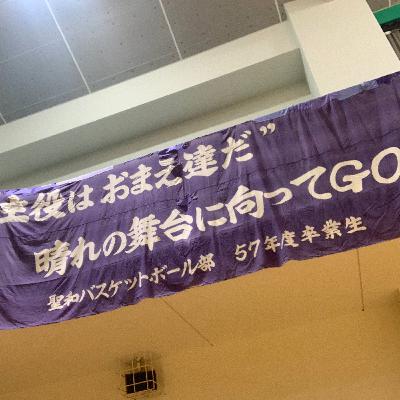 主役はおまえ達だ”
晴れの舞台に向ってGO
聖和バスケットボール部 57年度卒業生